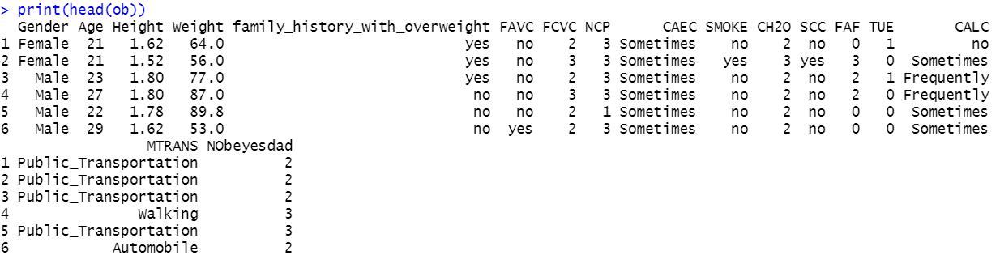 > print(head(ob))
  Gender Age Height Weight family_history_with_overweight FAVC FCVC NCP      CAEC SMOKE CH2O SCC FAF TUE       CALC
1 Female  21   1.62   64.0                            yes   no    2   3 Sometimes    no    2  no   0   1         no
2 Female  21   1.52   56.0                            yes   no    3   3 Sometimes   yes    3 yes   3   0  Sometimes
3   Male  23   1.80   77.0                            yes   no    2   3 Sometimes    no    2  no   2   1 Frequently
4   Male  27   1.80   87.0                             no   no    3   3 Sometimes    no    2  no   2   0 Frequently
5   Male  22   1.78   89.8                             no   no    2   1 Sometimes    no    2  no   0   0  Sometimes
6   Male  29   1.62   53.0                             no  yes    2   3 Sometimes    no    2  no   0   0  Sometimes
                 MTRANS NObeyesdad
1 Public_Transportation          2
2 Public_Transportation          2
3 Public_Transportation          2
4               Walking          3
5 Public_Transportation          3
6            Automobile          2